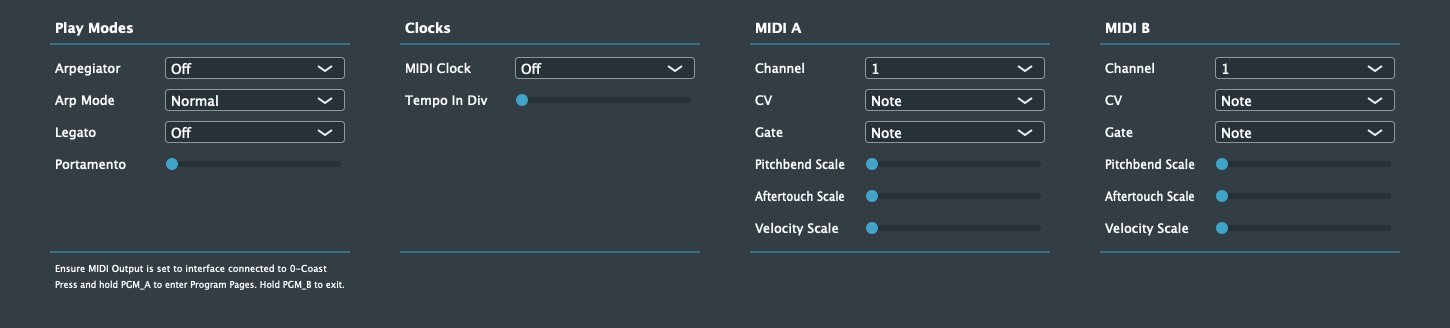 Play Modes
Arpegiator Off
Arp Mode Normal
Legato Off
Portamento
Clocks
MIDI Clock Off
Tempo In Div
MIDI A
Channel 1
CV Note
Gate Note
Pitchbend Scale
Aftertouch Scale
Velocity Scale
MIDI B
Channel 1
CV Note
Gate Note
Pitchbend Scale
Aftertouch Scale
Velocity Scale
Ensure MIDI Output is set to interface connected to 0-Coast
Press and hold PGM_A to enter Program Pages. Hold PGM_B to exit.